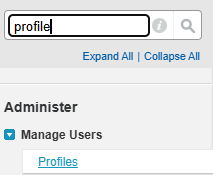 profile
Expand All | Collapse All
Administer
Manage Users
Profiles